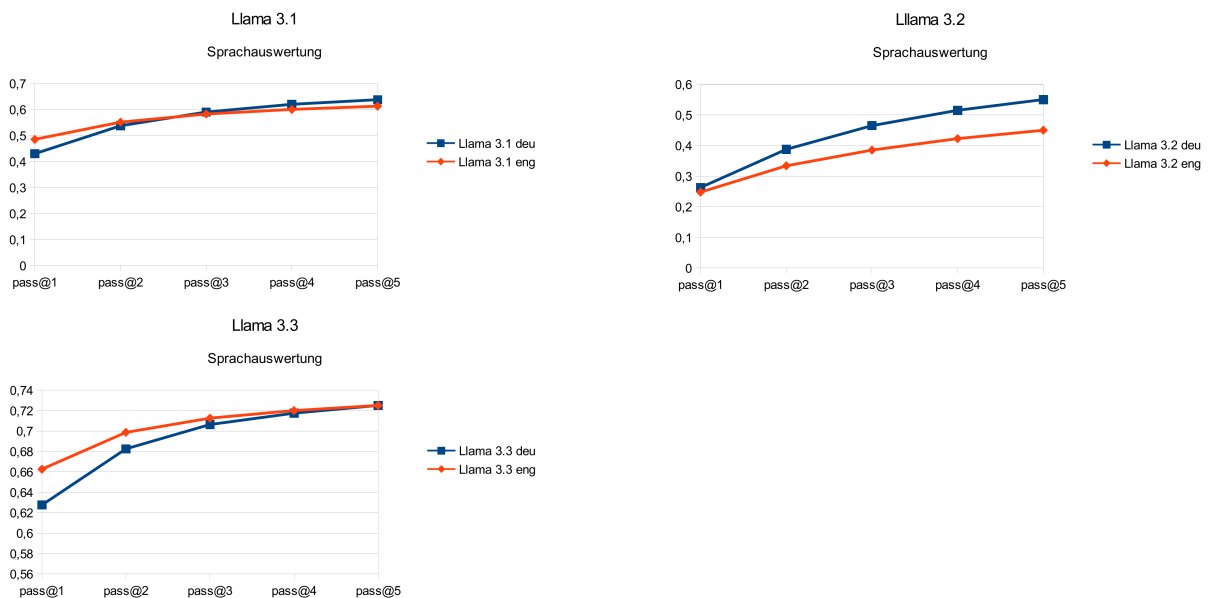 Llama 3.1
Sprachauswertung
0,7
0,6
0,5
0,4
0,3
0,2
0,1
0
pass@1 pass@2 pass@3 pass@4 pass@5
Llama 3.1 deu
Llama 3.1 eng
Lllama 3.2
Sprachauswertung
0,6
0,5
0,4
0,3
0,2
0,1
0
pass@1 pass@2 pass@3 pass@4 pass@5
Llama 3.2 deu
Llama 3.2 eng
Llama 3.3
Sprachauswertung
0,74
0,72
0,7
0,68
0,66
0,64
0,62
0,6
0,58
0,56
pass@1 pass@2 pass@3 pass@4 pass@5
Llama 3.3 deu
Llama 3.3 eng